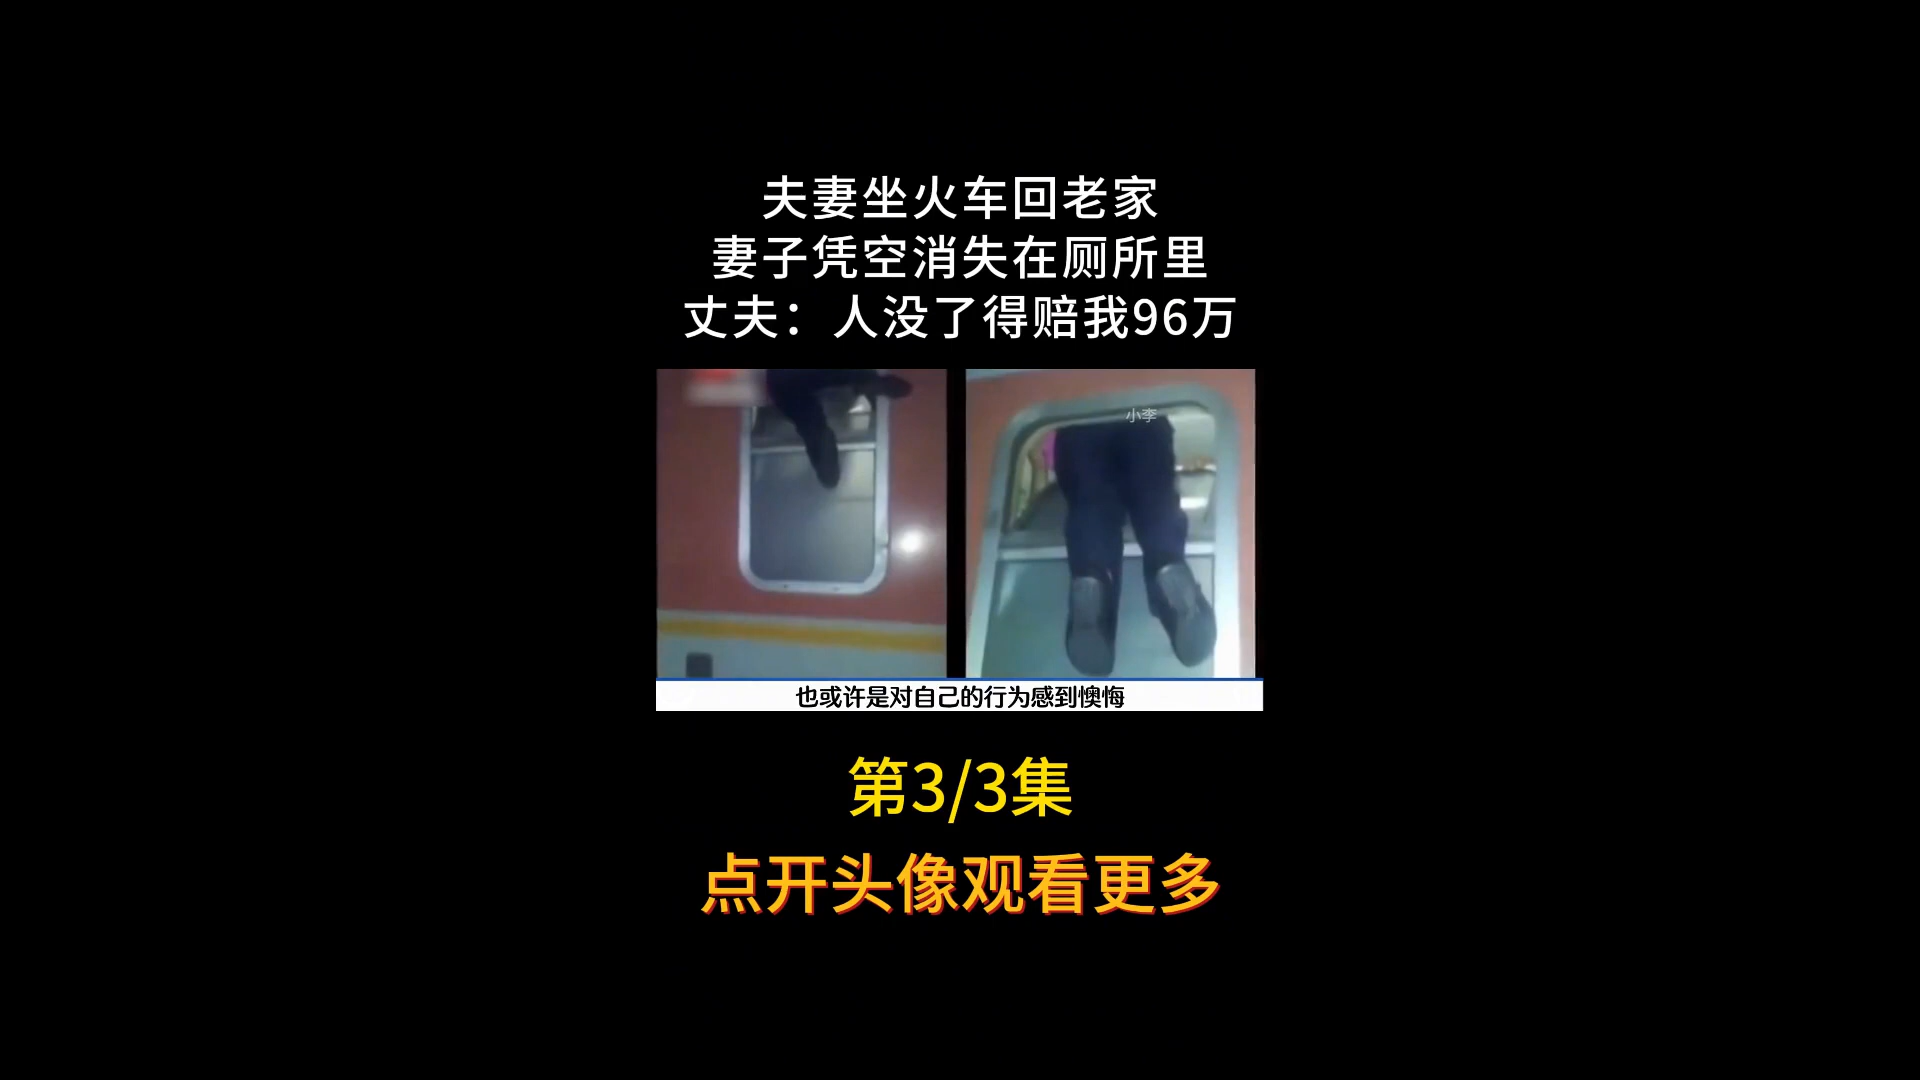 夫妻坐火车回老家
妻子凭空消失在厕所里
丈夫：人没了得赔我96万
小李
也或许是对自己的行为感到懊悔
第3/3集
点开头像观看更多